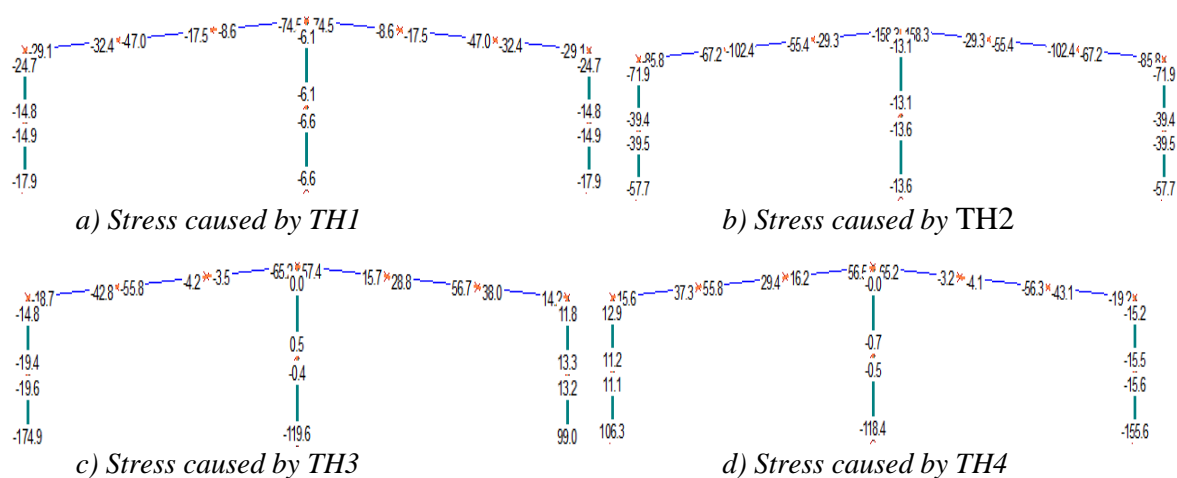 -29.1 -32.4 -47.0 -17.5 -8.6 -74.5 74.5 -8.6 -17.5 -47.0 -32.4 -29.1
-24.7 -6.1 -24.7
-14.8 -6.1 -14.8
-14.9 -6.6 -14.9
-17.9 -6.6 -17.9
a) Stress caused by TH1
-85.8 -67.2 -102.4 -55.4 -29.3 158.3 -29.3 -55.4 -102.4 -67.2 -85.8
-71.9 -13.1 -71.9
-39.4 -13.1 -39.4
-39.5 -13.6 -39.5
-57.7 -13.6 -57.7
b) Stress caused by TH2
-18.7 -42.8 -55.8 -4.2 -3.5 57.4 15.7 28.8 56.7 38.0 14.2
-14.8 0.0 11.8
-19.4 0.5 13.3
-19.6 -0.4 13.2
-174.9 -119.6 99.0
c) Stress caused by TH3
15.6 37.3 55.8 29.4 16.2 -3.2 -4.1 -56.3 -43.1
12.9 -0.0 -15.2
11.2 -0.7 -15.5
11.1 -0.5 -15.6
106.3 -118.4 -155.6
d) Stress caused by TH4